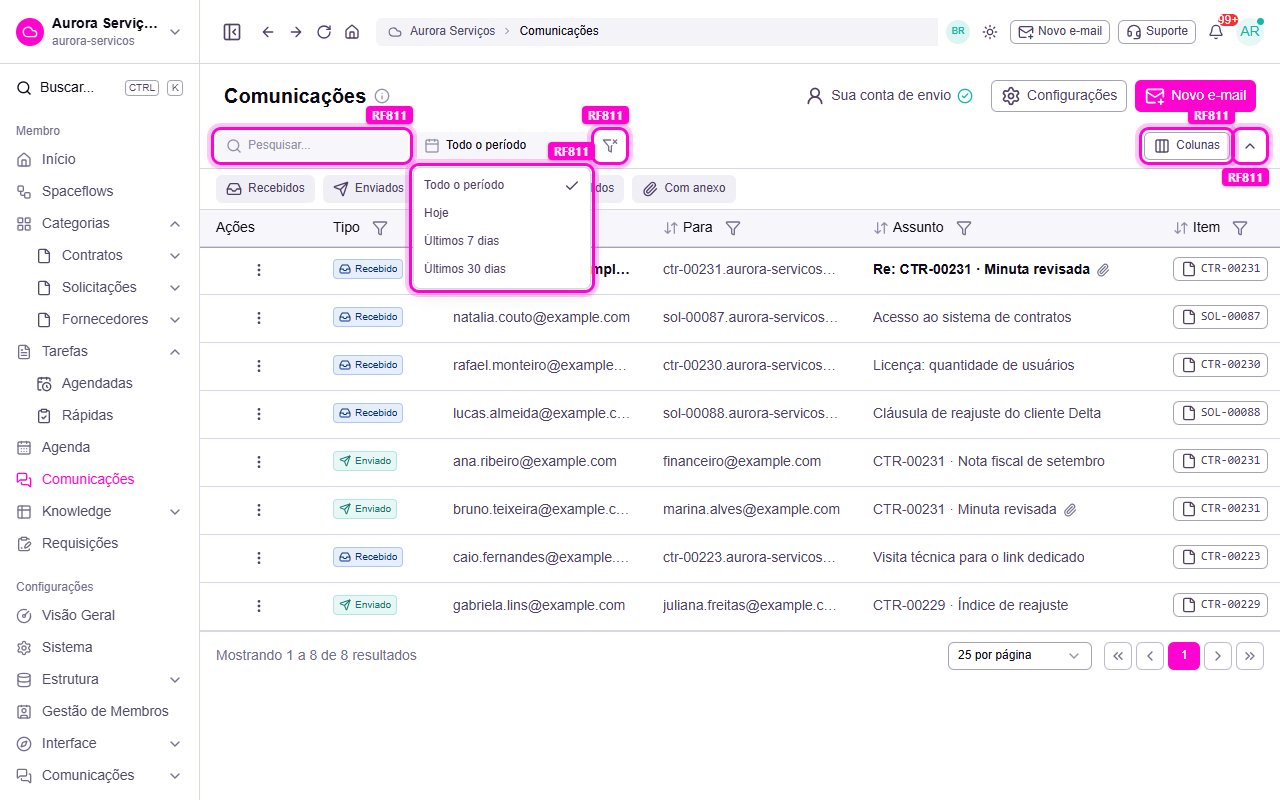 Aurora Serviç...
aurora-servicos
Aurora Serviços > Comunicações
BR
Novo e-mail
Suporte
99+
AR
Buscar...
CTRL
K
Membro
Início
Spaceflows
Categorias
Contratos
Solicitações
Fornecedores
Tarefas
Agendadas
Rápidas
Agenda
Comunicações
Knowledge
Requisições
Configurações
Visão Geral
Sistema
Estrutura
Gestão de Membros
Interface
Comunicações
Comunicações
Sua conta de envio
Configurações
Novo e-mail
RF811
RF811
RF811
RF811
RF811
Pesquisar...
Todo o período
Colunas
Todo o período
Hoje
Últimos 7 dias
Últimos 30 dias
Recebidos
Enviados
dos
Com anexo
Ações
Tipo
Para
Assunto
Item
Recebido
mpl...
ctr-00231.aurora-servicos...
Re: CTR-00231 · Minuta revisada
CTR-00231
Recebido
natalia.couto@example.com
sol-00087.aurora-servicos...
Acesso ao sistema de contratos
SOL-00087
Recebido
rafael.monteiro@example...
ctr-00230.aurora-servicos...
Licença: quantidade de usuários
CTR-00230
Recebido
lucas.almeida@example.c...
sol-00088.aurora-servicos...
Cláusula de reajuste do cliente Delta
SOL-00088
Enviado
ana.ribeiro@example.com
financeiro@example.com
CTR-00231 · Nota fiscal de setembro
CTR-00231
Enviado
bruno.teixeira@example.c...
marina.alves@example.com
CTR-00231 · Minuta revisada
CTR-00231
Recebido
caio.fernandes@example....
ctr-00223.aurora-servicos...
Visita técnica para o link dedicado
CTR-00223
Enviado
gabriela.lins@example.com
juliana.freitas@example.c...
CTR-00229 · Índice de reajuste
CTR-00229
Mostrando 1 a 8 de 8 resultados
25 por página
1